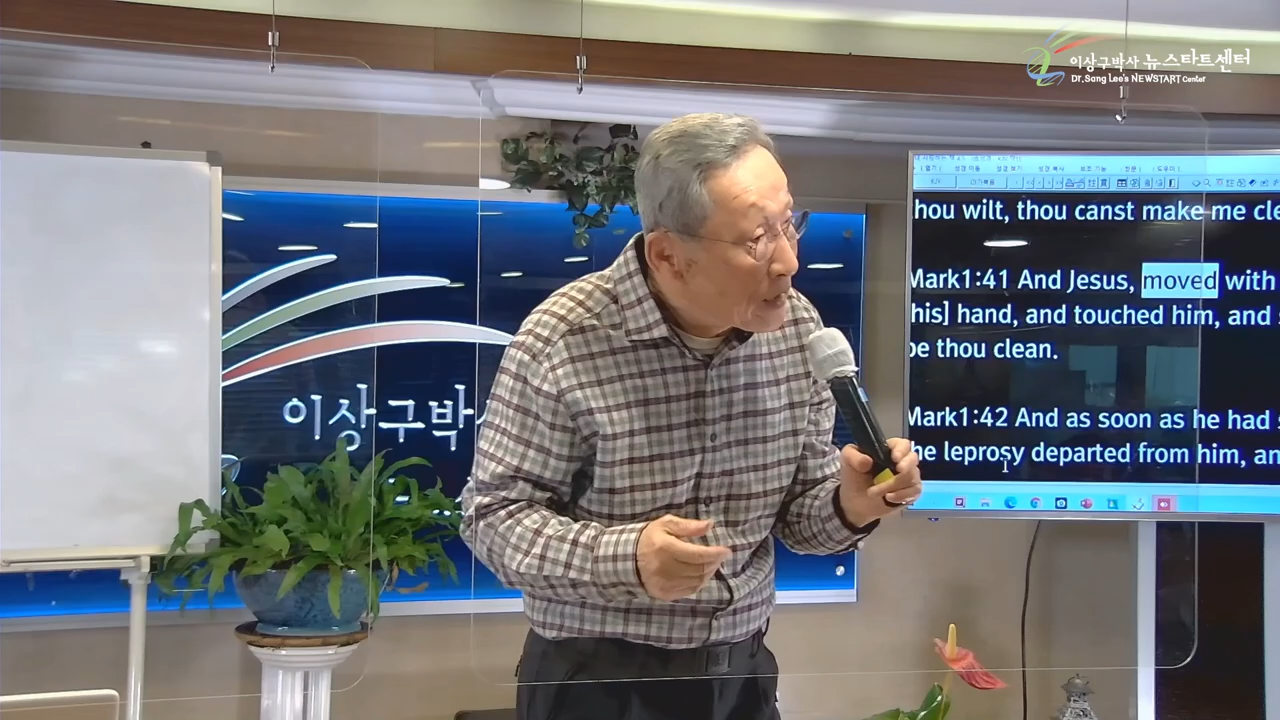 이상구박사 뉴스타트센터
Dr. Sang Lee's NEWSTART Center
이상구박
hou wilt, thou canst make me cle
Mark1:41 And Jesus, moved with
his] hand, and touched him, and
be thou clean.
Mark1:42 And as soon as he had
he leprosy departed from him, an